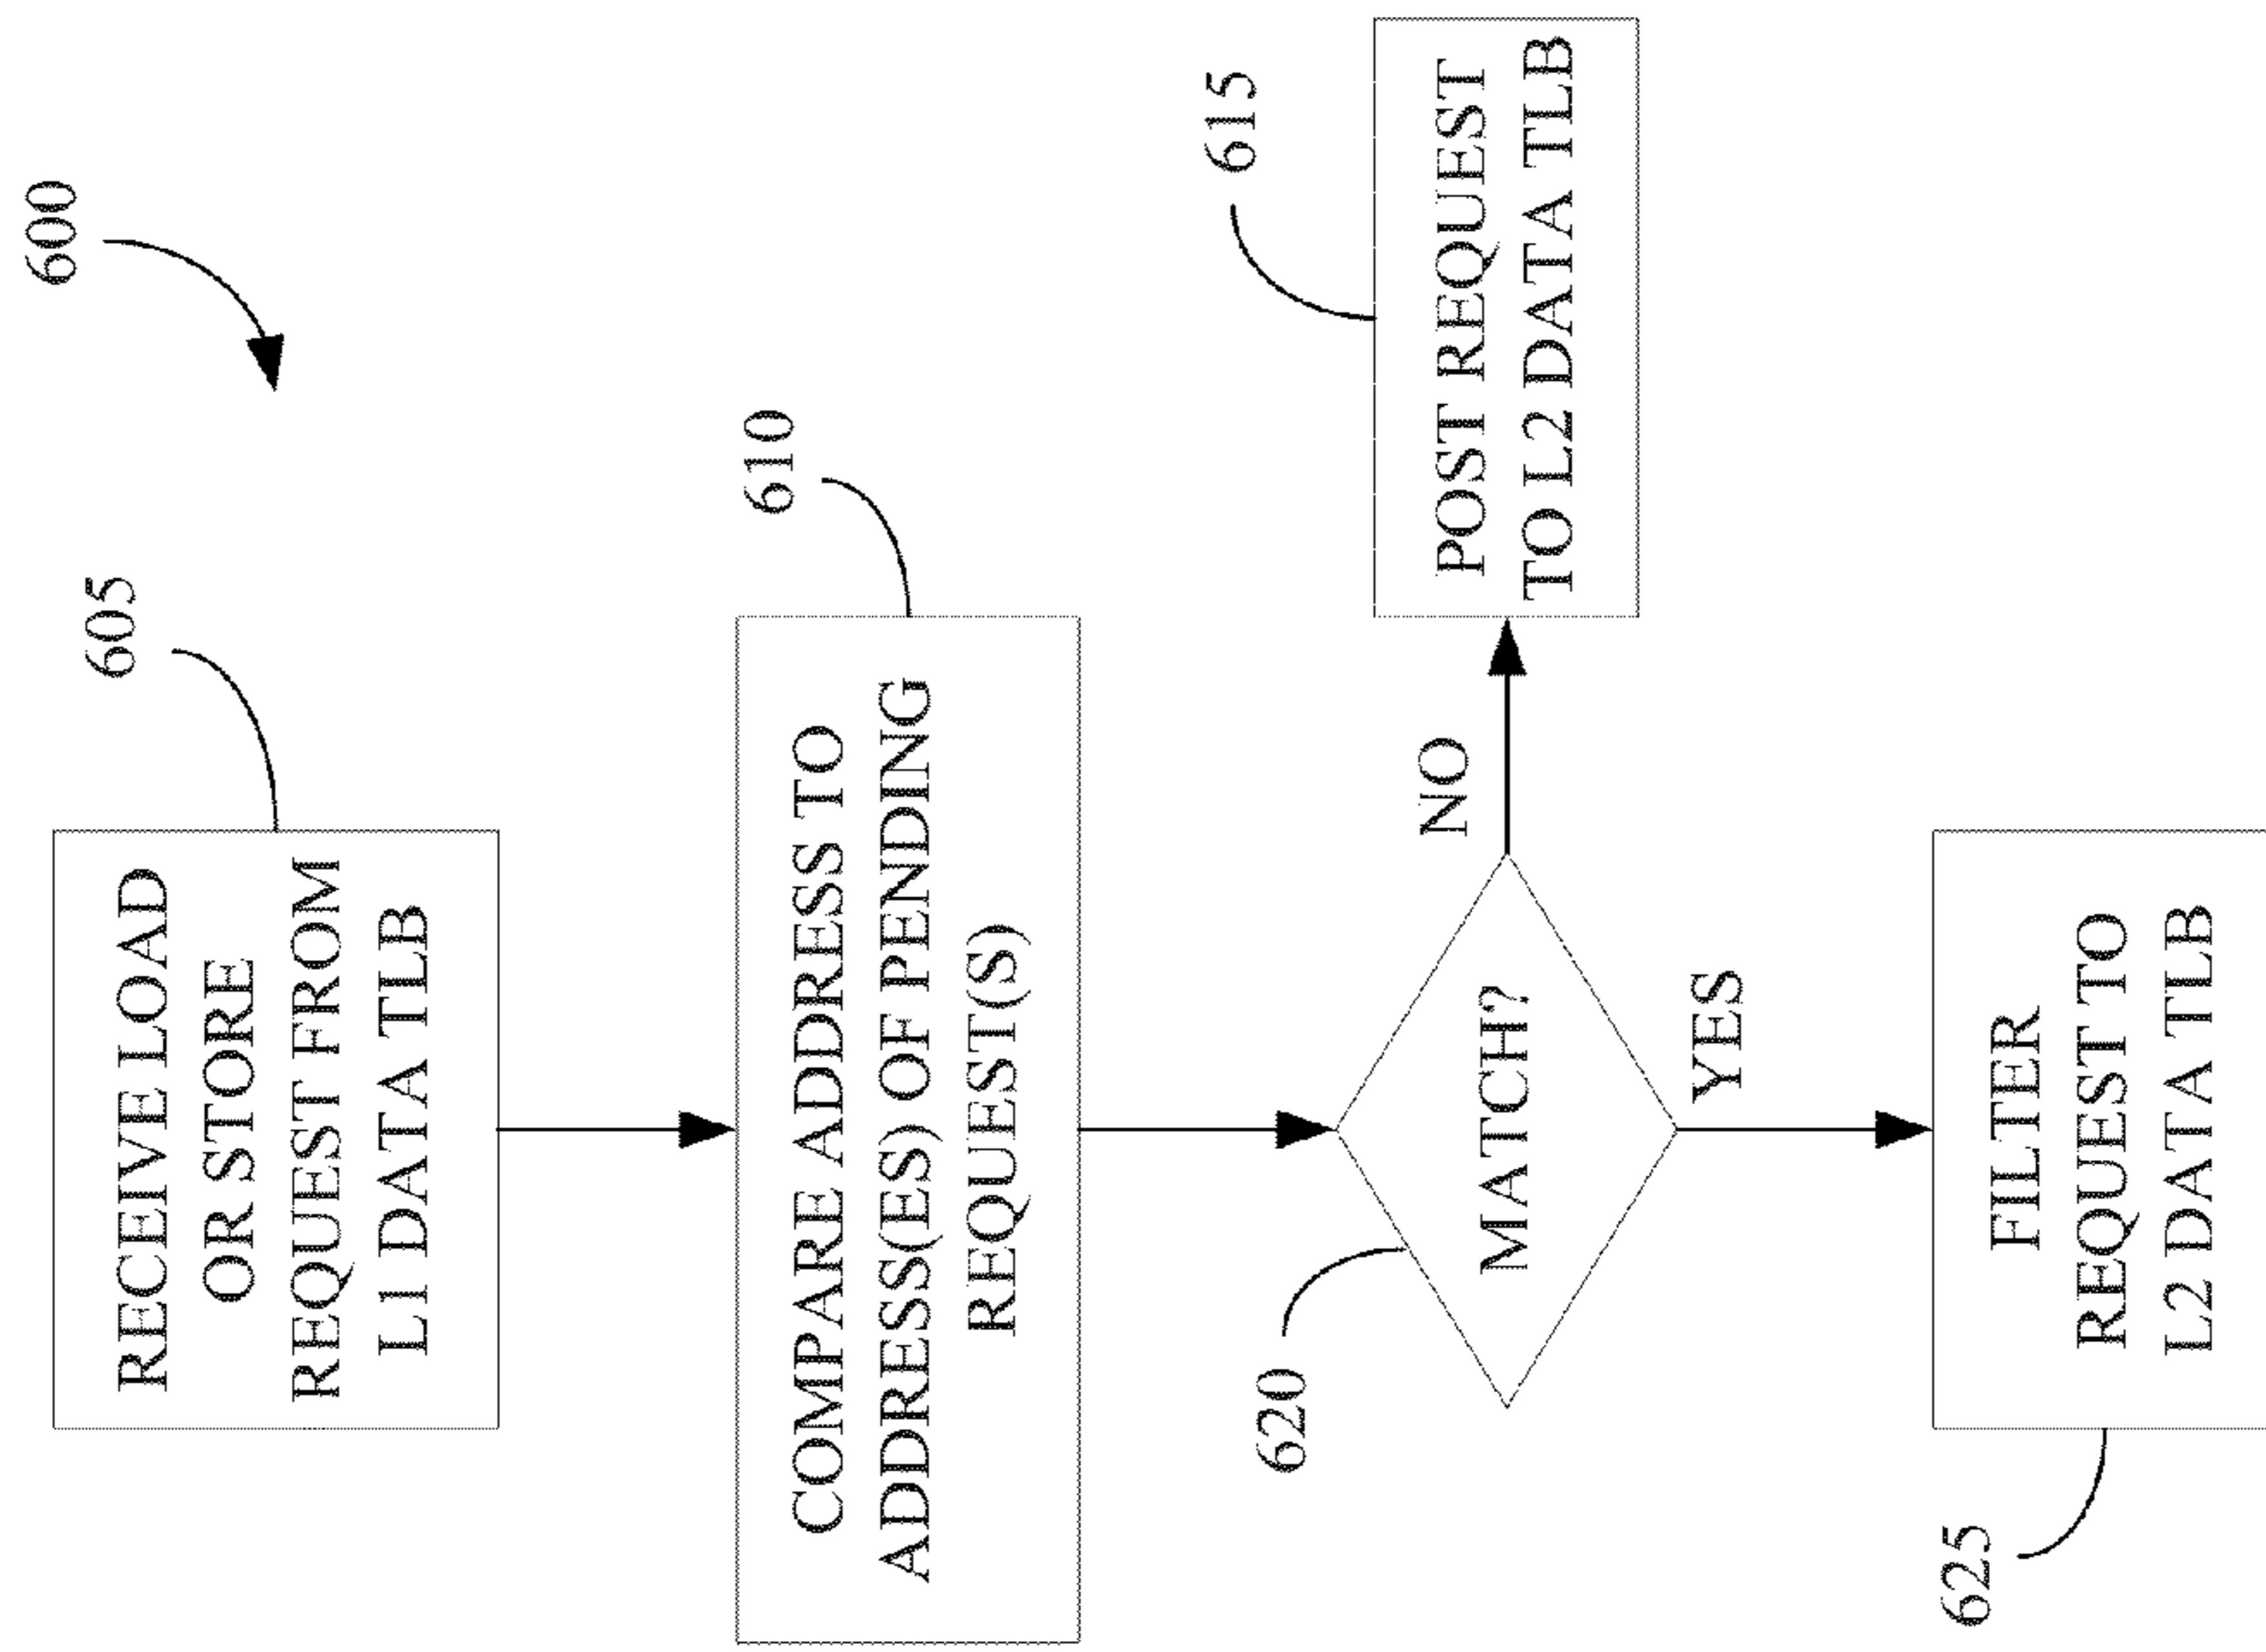 600
605
RECEIVE LOAD
OR STORE
REQUEST FROM
L1 DATA TLB
610
COMPARE ADDRESS TO
ADDRESS(ES) OF PENDING
REQUEST(S)
620
MATCH?
NO
615
POST REQUEST
TO L2 DATA TLB
YES
625
FILTER
REQUEST TO
L2 DATA TLB